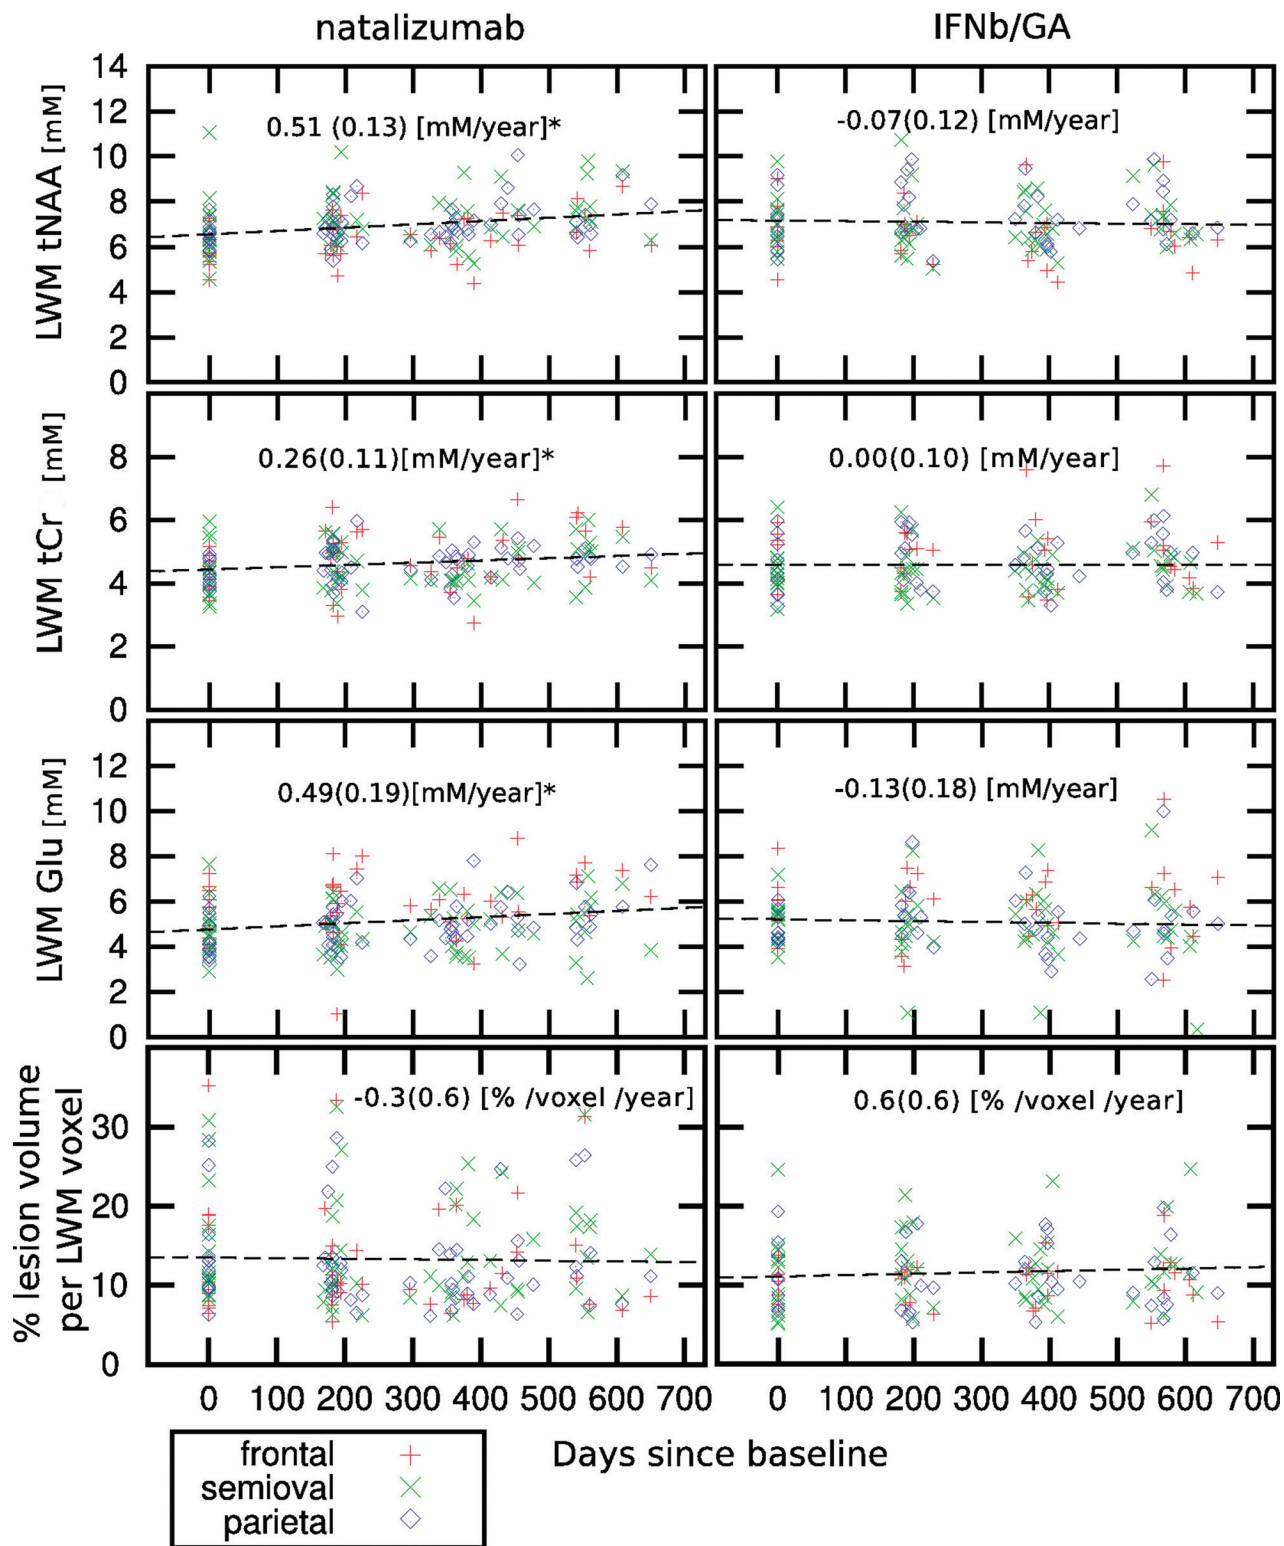 natalizumab IFNb/GA
LWM tNAA [mM]
14
12
10
8
6
4
2
0
0.51 (0.13) [mM/year]*
-0.07(0.12) [mM/year]
LWM tCr [mM]
8
6
4
2
0
0.26(0.11)[mM/year]*
0.00(0.10) [mM/year]
LWM Glu [mM]
12
10
8
6
4
2
0
0.49(0.19)[mM/year]*
-0.13(0.18) [mM/year]
% lesion volume
per LWM voxel
30
20
10
0
-0.3(0.6) [% /voxel /year]
0.6(0.6) [% /voxel /year]
0 100 200 300 400 500 600 700
0 100 200 300 400 500 600 700
Days since baseline
frontal
semioval
parietal